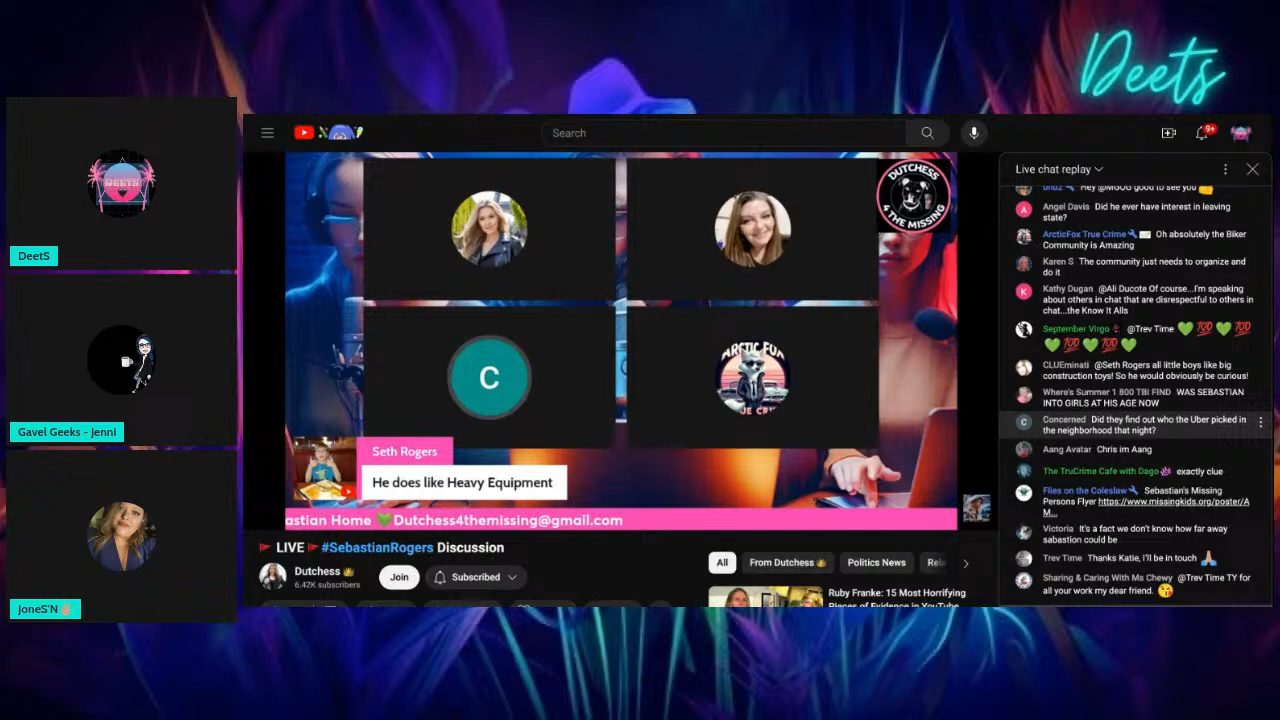 Deets
DEETS
DeetS
Gavel Geeks - Jenni
JoneS'N
Search
9+
DUTCHESS
4 THE MISSING
C
ARCTIC FOX
Seth Rogers
He does like Heavy Equipment
astian Home 💚Dutchess4themissing@gmail.com
🚩 LIVE 🚩#SebastianRogers Discussion
Dutchess 👑
6.42K subscribers
Join
Subscribed
All
From Dutchess 👑
Politics News
Rela
Ruby Franke: 15 Most Horrifying
Pieces of Evidence in YouTube
Live chat replay
Hey @MGOG good to see you
A
Angel Davis Did he ever have interest in leaving
state?
ArcticFox True Crime 🔧 Oh absolutely the Biker
Community is Amazing
Karen S The community just needs to organize and
do it
K
Kathy Dugan @Ali Ducote Of course...I'm speaking
about others in chat that are disrespectful to others in
chat...the Know It Alls
September Virgo @Trev Time 💚 💯 💚 💯
💚 💯 💚 💯 💚
CLUEminati @Seth Rogers all little boys like big
construction toys! So he would obviously be curious!
Where's Summer 1 800 TBI FIND WAS SEBASTIAN
INTO GIRLS AT HIS AGE NOW
C
Concerned Did they find out who the Uber picked in
the neighborhood that night?
Aang Avatar Chris im Aang
The TruCrime Cafe with Dago exactly clue
Flies on the Coleslaw 🔧 Sebastian's Missing
Persons Flyer https://www.missingkids.org/poster/A
M...
Victoria It's a fact we don't know how far away
sabastion could be
Trev Time Thanks Katie, I'll be in touch 🙏
Sharing & Caring With Ms Chewy @Trev Time TY for
all your work my dear friend. 😘